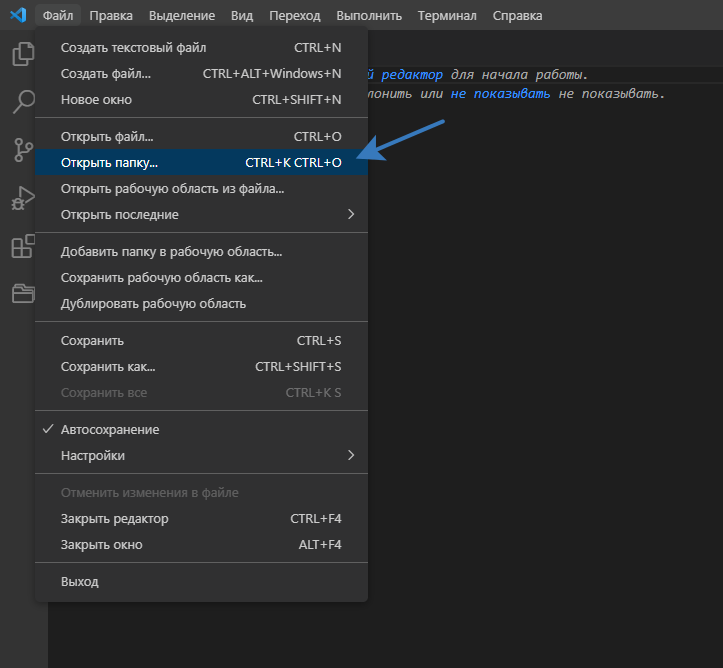 Файл Правка Выделение Вид Переход Выполнить Терминал Справка
Создать текстовый файл CTRL+N
й редактор для начала работы.
Создать файл... CTRL+ALT+Windows+N
лонить или не показывать не показывать.
Новое окно CTRL+SHIFT+N
Открыть файл... CTRL+O
Открыть папку... CTRL+K CTRL+O
Открыть рабочую область из файла...
Открыть последние
Добавить папку в рабочую область...
Сохранить рабочую область как...
Дублировать рабочую область
Сохранить CTRL+S
Сохранить как... CTRL+SHIFT+S
Сохранить все CTRL+K S
Автосохранение
Настройки
Отменить изменения в файле
Закрыть редактор CTRL+F4
Закрыть окно ALT+F4
Выход